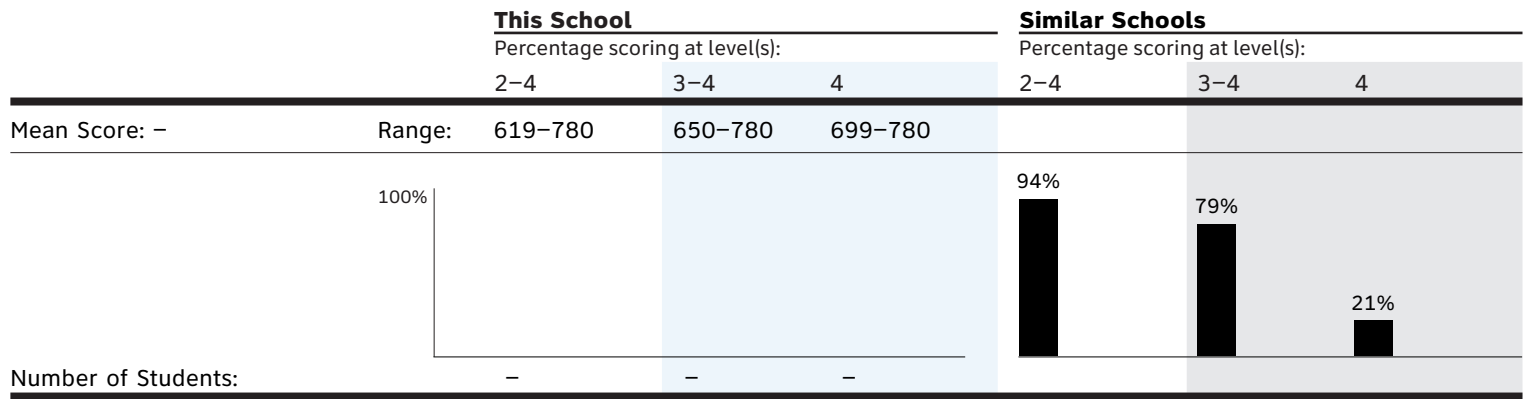 This School Similar Schools
Percentage scoring at level(s): Percentage scoring at level(s):
2–4 3–4 4 2–4 3–4 4
Mean Score: – Range: 619–780 650–780 699–780
94%
100% 79%
21%
Number of Students: – – –